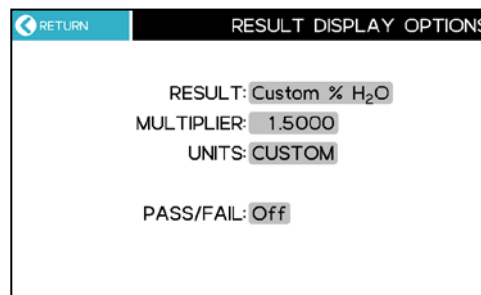 RETURN
RESULT DISPLAY OPTIONS
RESULT: Custom % H₂O
MULTIPLIER: 1.5000
UNITS: CUSTOM
PASS/FAIL: Off